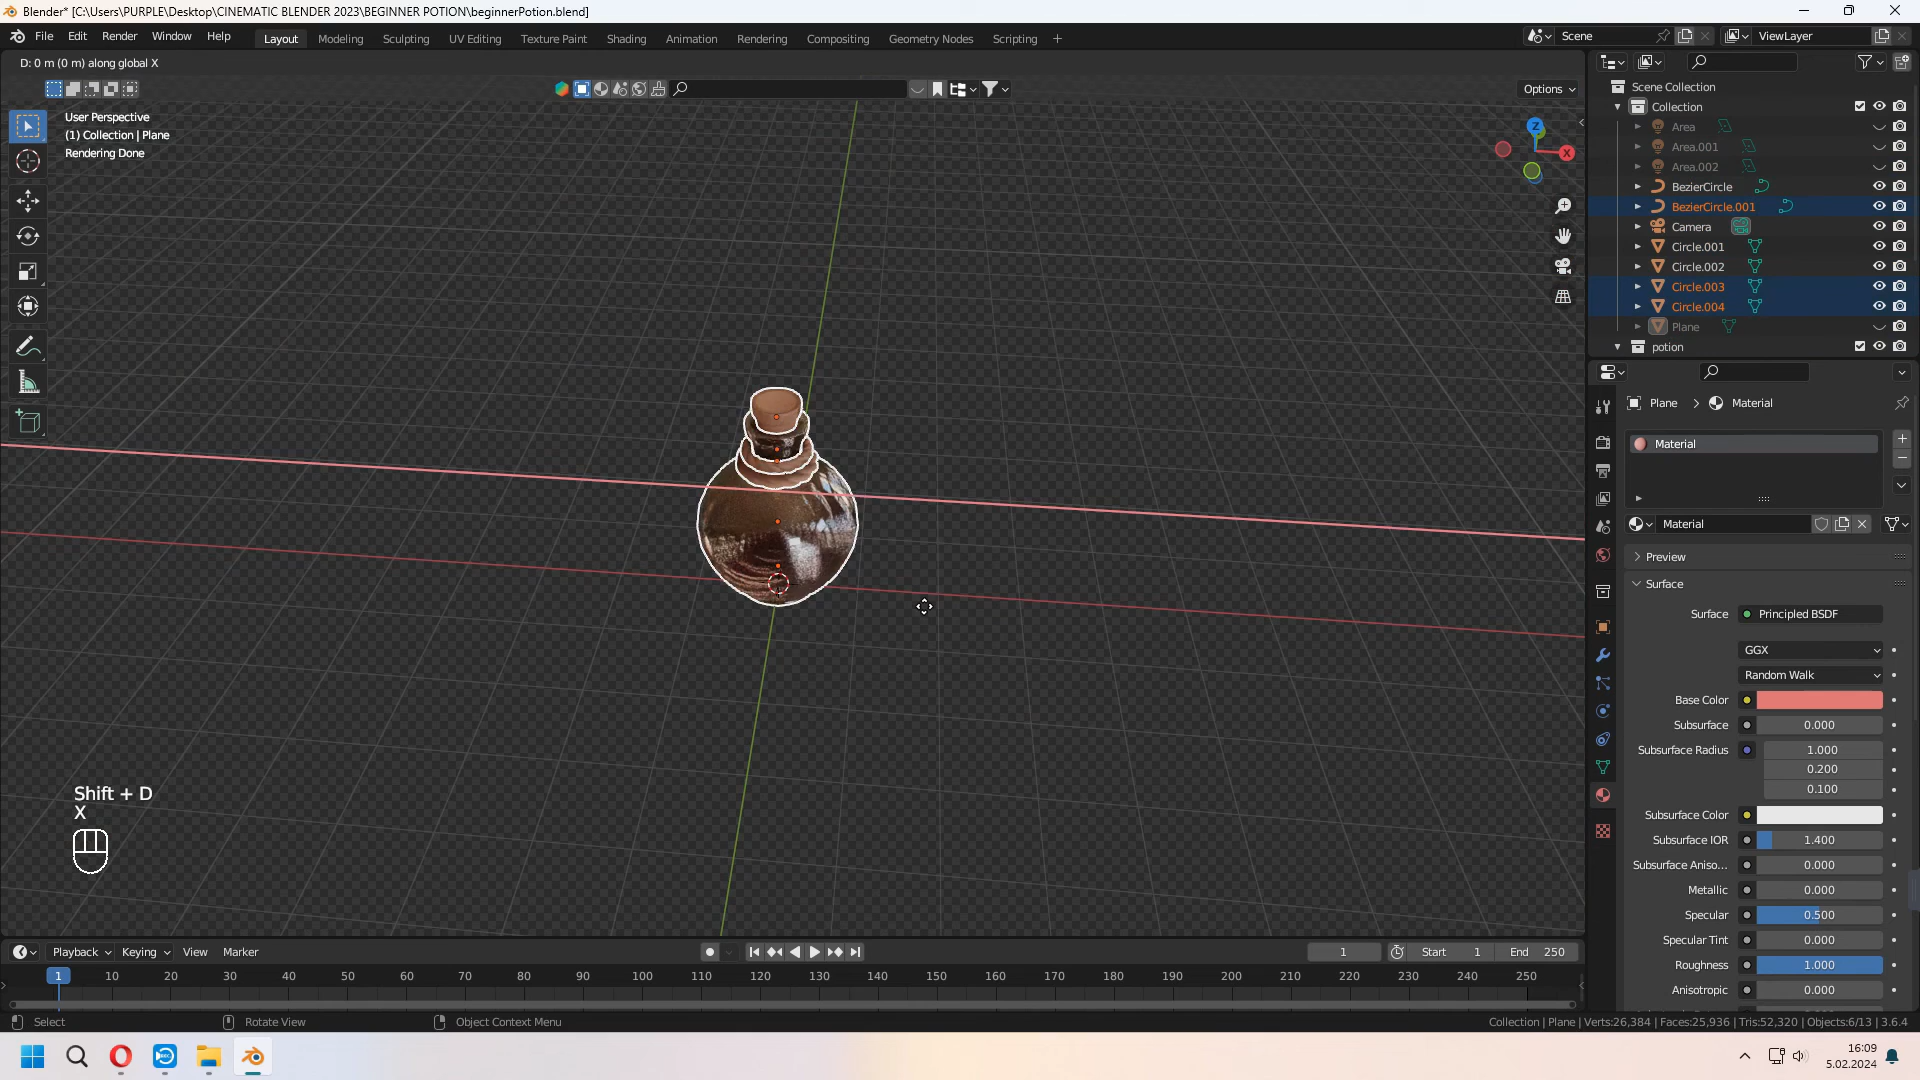 Blender* [C:\Users\PURPLE\Desktop\CINEMATIC BLENDER 2023\BEGINNER POTION\beginnerPotion.blend]
File Edit Render Window Help Layout Modeling Sculpting UV Editing Texture Paint Shading Animation Rendering Compositing Geometry Nodes Scripting + Scene ViewLayer
D: 0 m (0 m) along global X
Options
User Perspective
(1) Collection | Plane
Rendering Done
Z
X
Scene Collection
Collection
Area
Area.001
Area.002
BezierCircle
BezierCircle.001
Camera
Circle.001
Circle.002
Circle.003
Circle.004
Plane
potion
Plane > Material
Material
Material
Preview
Surface
Surface Principled BSDF
GGX
Random Walk
Base Color
Subsurface 0.000
Subsurface Radius 1.000
0.200
0.100
Subsurface Color
Subsurface IOR 1.400
Subsurface Aniso... 0.000
Metallic 0.000
Specular 0.500
Specular Tint 0.000
Roughness 1.000
Anisotropic 0.000
Shift + D
X
Playback Keying View Marker 1 Start 1 End 250
1 10 20 30 40 50 60 70 80 90 100 110 120 130 140 150 160 170 180 190 200 210 220 230 240 250
Select Rotate View Object Context Menu Collection | Plane | Verts:26,384 | Faces:25,936 | Tris:52,320 | Objects:6/13 | 3.6.4
16:09
5.02.2024